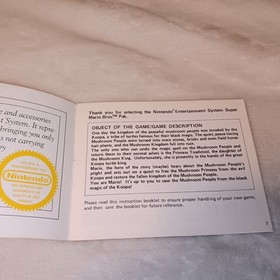 e and accessories
t System. It repre-
bringing you only
s not carrying
by
Nintendo
Thank you for selecting the Nintendo Entertainment System Super
Mario Bros.™ Pak.
OBJECT OF THE GAME/GAME DESCRIPTION
One day the kingdom of the peaceful mushroom people was invaded by the
Koopa, a tribe of turtles famous for their black magic. The quiet, peace-loving
Mushroom People were turned into mere stones, bricks and even field horse-
hair plants, and the Mushroom Kingdom fell into ruin.
The only one who can undo the magic spell on the Mushroom People and
return them to their normal selves is the Princess Toadstool, the daughter of
the Mushroom King. Unfortunately, she is presently in the hands of the great
Koopa turtle king.
Mario, the hero of the story (maybe) hears about the Mushroom People's
plight and sets out on a quest to free the Mushroom Princess from the evil
Koopa and restore the fallen kingdom of the Mushroom People.
You are Mario! It's up to you to save the Mushroom People from the black
magic of the Koopa!
Please read this instruction booklet to ensure proper handling of your new game,
and then save the booklet for future reference.